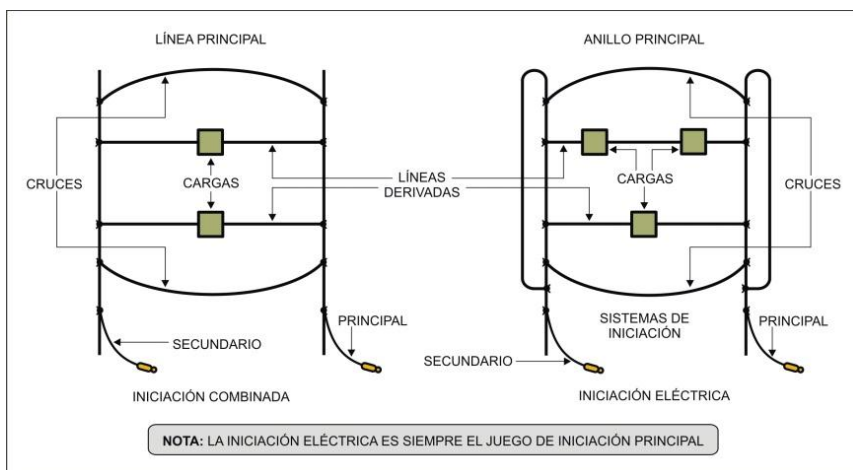 LÍNEA PRINCIPAL
ANILLO PRINCIPAL
CRUCES
CARGAS
LÍNEAS
DERIVADAS
CARGAS
CRUCES
SECUNDARIO
PRINCIPAL
SISTEMAS DE
INICIACIÓN
SECUNDARIO
PRINCIPAL
INICIACIÓN COMBINADA
INICIACIÓN ELÉCTRICA
NOTA: LA INICIACIÓN ELÉCTRICA ES SIEMPRE EL JUEGO DE INICIACIÓN PRINCIPAL